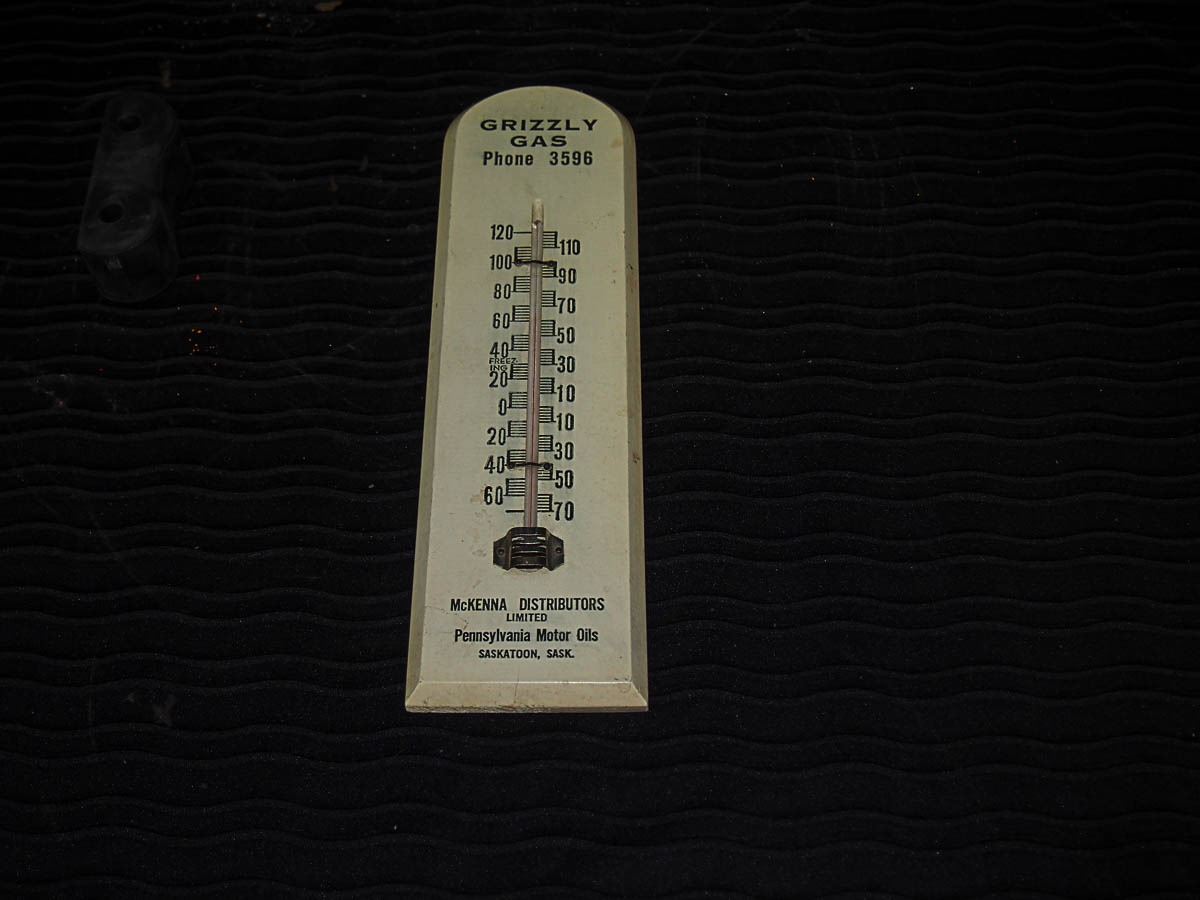 GRIZZLY
GAS
Phone 3596
120
110
100
90
80
70
60
50
40
FREEZ-
ING
30
20
10
0
10
20
30
40
50
60
70
McKENNA DISTRIBUTORS
LIMITED
Pennsylvania Motor Oils
SASKATOON, SASK.